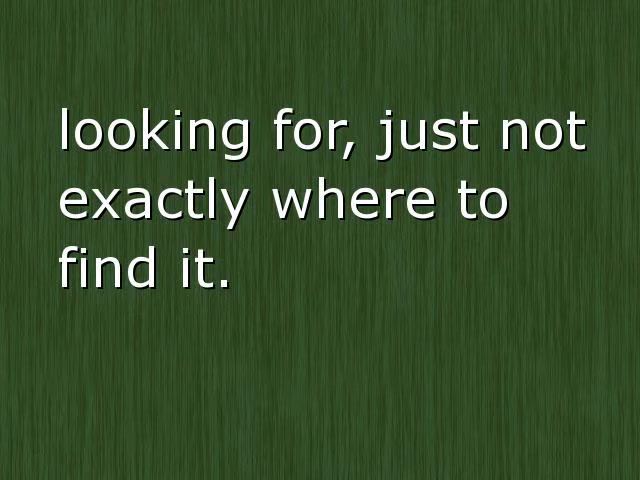 looking for, just not
exactly where to
find it.